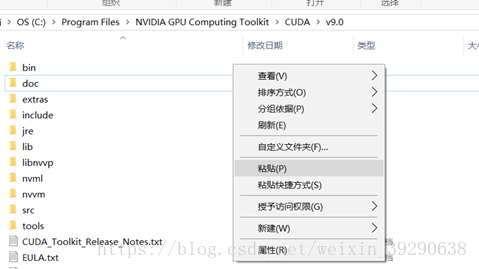 组织 新建 打开 选择
OS (C:) › Program Files › NVIDIA GPU Computing Toolkit › CUDA › v9.0
名称 修改日期 类型 大
bin
doc
extras
include
jre
lib
libnvvp
nvml
nvvm
src
tools
CUDA_Toolkit_Release_Notes.txt
EULA.txt
查看(V)
排序方式(O)
分组依据(P)
刷新(E)
自定义文件夹(F)...
粘贴(P)
粘贴快捷方式(S)
授予访问权限(G)
新建(W)
属性(R)
https://blog.csdn.net/weixin_39290638